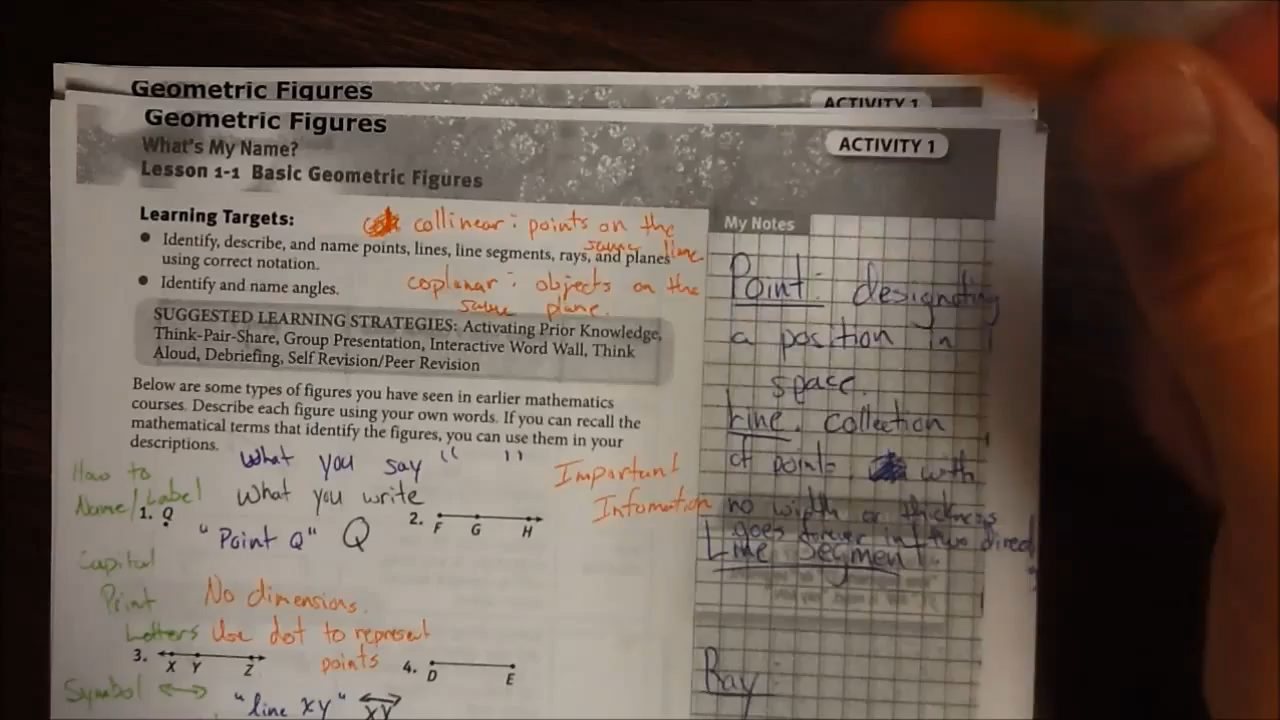 Geometric Figures
ACTIVITY 1
Geometric Figures
What's My Name?
ACTIVITY 1
Lesson 1-1 Basic Geometric Figures
Learning Targets:
collinear : points on the
same line
• Identify, describe, and name points, lines, line segments, rays, and planes
using correct notation.
• Identify and name angles.
coplanar : objects on the
same plane.
SUGGESTED LEARNING STRATEGIES: Activating Prior Knowledge,
Think-Pair-Share, Group Presentation, Interactive Word Wall, Think
Aloud, Debriefing, Self Revision/Peer Revision
Below are some types of figures you have seen in earlier mathematics
courses. Describe each figure using your own words. If you can recall the
mathematical terms that identify the figures, you can use them in your
descriptions.
How to
Name/Label
What you say " "
What you write
Important
Infomation
1. Q
"Point Q" Q
2. F G H
Capital
Print
Letters
No dimensions.
Use dot to represent
points
3. X Y Z
4. D E
Symbol ↔
"line XY" XY
My Notes
Point: designating
a position in
space.
Line. collection
of points with
no width or thickness
goes forever in two direct
Line Segment.
Ray: